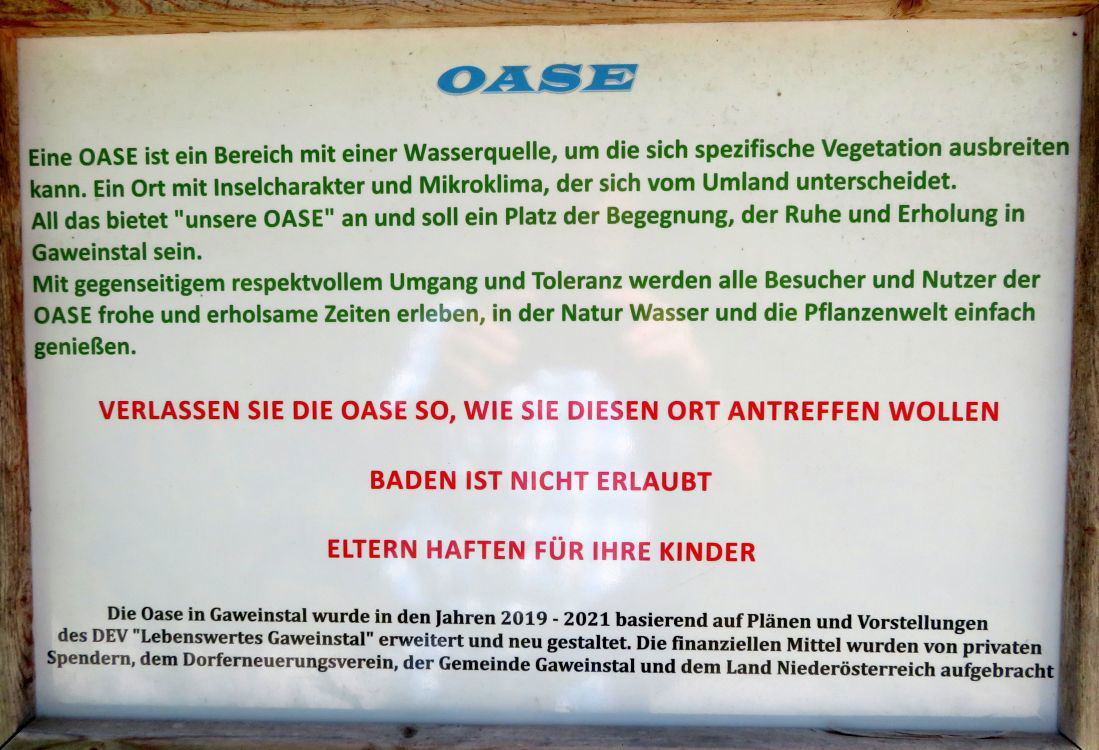 OASE
Eine OASE ist ein Bereich mit einer Wasserquelle, um die sich spezifische Vegetation ausbreiten
kann. Ein Ort mit Inselcharakter und Mikroklima, der sich vom Umland unterscheidet.
All das bietet "unsere OASE" an und soll ein Platz der Begegnung, der Ruhe und Erholung in
Gaweinstal sein.
Mit gegenseitigem respektvollem Umgang und Toleranz werden alle Besucher und Nutzer der
OASE frohe und erholsame Zeiten erleben, in der Natur Wasser und die Pflanzenwelt einfach
genießen.
VERLASSEN SIE DIE OASE SO, WIE SIE DIESEN ORT ANTREFFEN WOLLEN
BADEN IST NICHT ERLAUBT
ELTERN HAFTEN FÜR IHRE KINDER
Die Oase in Gaweinstal wurde in den Jahren 2019 - 2021 basierend auf Plänen und Vorstellungen
des DEV "Lebenswertes Gaweinstal" erweitert und neu gestaltet. Die finanziellen Mittel wurden von privaten
Spendern, dem Dorferneuerungsverein, der Gemeinde Gaweinstal und dem Land Niederösterreich aufgebracht